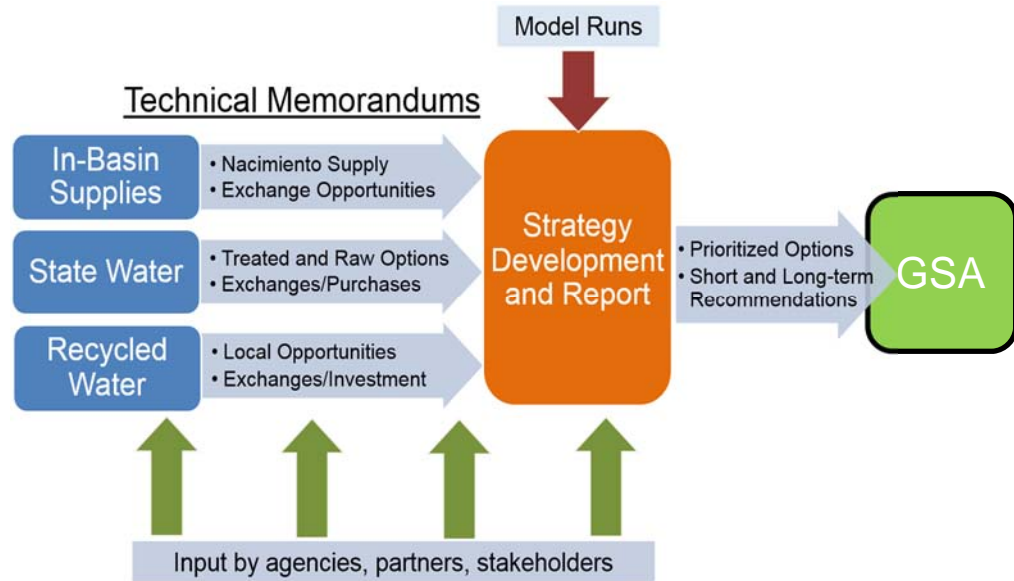 Model Runs
Technical Memorandums
In-Basin
Supplies
• Nacimiento Supply
• Exchange Opportunities
State Water
• Treated and Raw Options
• Exchanges/Purchases
Recycled
Water
• Local Opportunities
• Exchanges/Investment
Strategy
Development
and Report
• Prioritized Options
• Short and Long-term
Recommendations
GSA
Input by agencies, partners, stakeholders